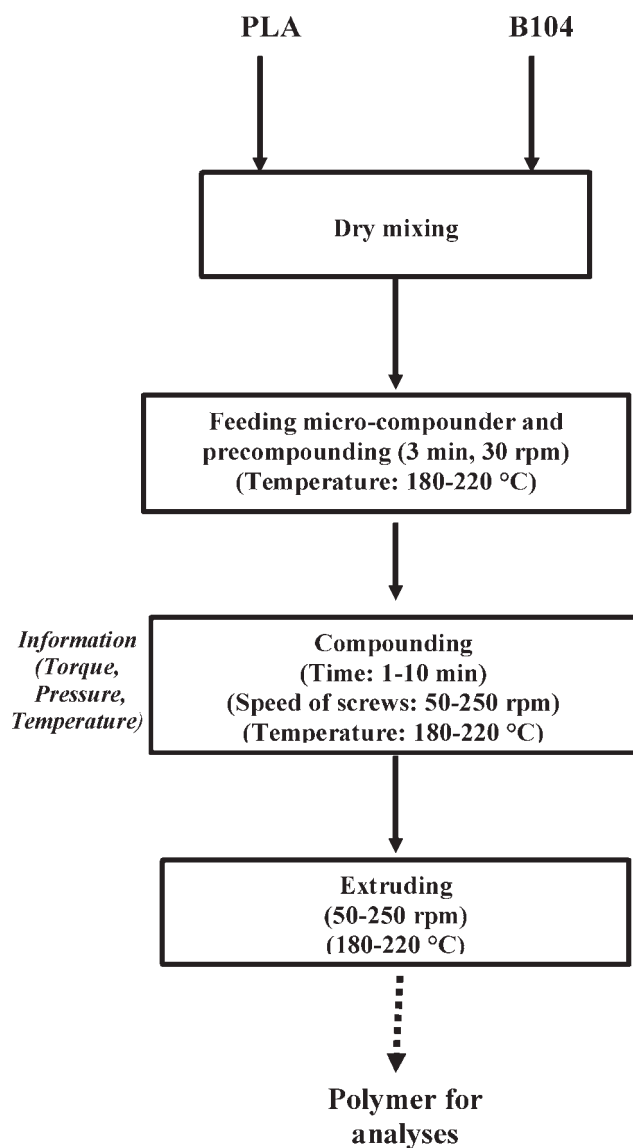 PLA B104
Dry mixing
Feeding micro-compounder and
precompounding (3 min, 30 rpm)
(Temperature: 180-220 °C)
Information
(Torque,
Pressure,
Temperature)
Compounding
(Time: 1-10 min)
(Speed of screws: 50-250 rpm)
(Temperature: 180-220 °C)
Extruding
(50-250 rpm)
(180-220 °C)
Polymer for
analyses